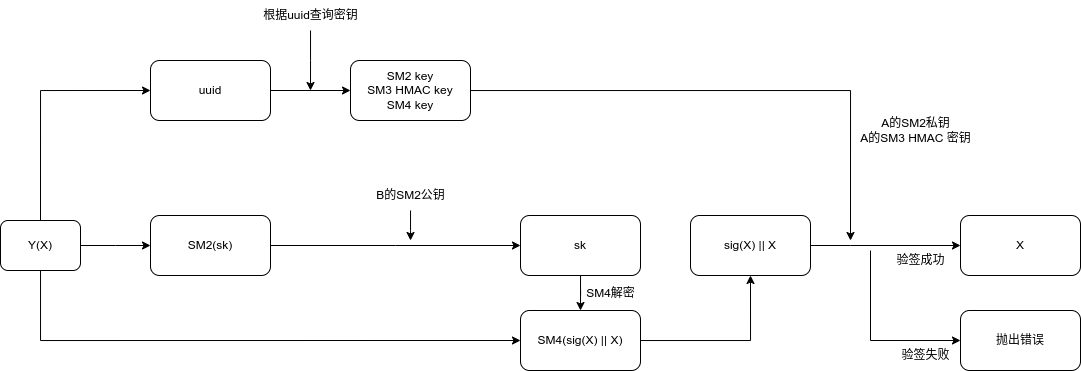 根据uuid查询密钥
uuid
SM2 key
SM3 HMAC key
SM4 key
A的SM2私钥
A的SM3 HMAC 密钥
B的SM2公钥
Y(X)
SM2(sk)
sk
sig(X) || X
验签成功
X
SM4解密
SM4(sig(X) || X)
验签失败
抛出错误